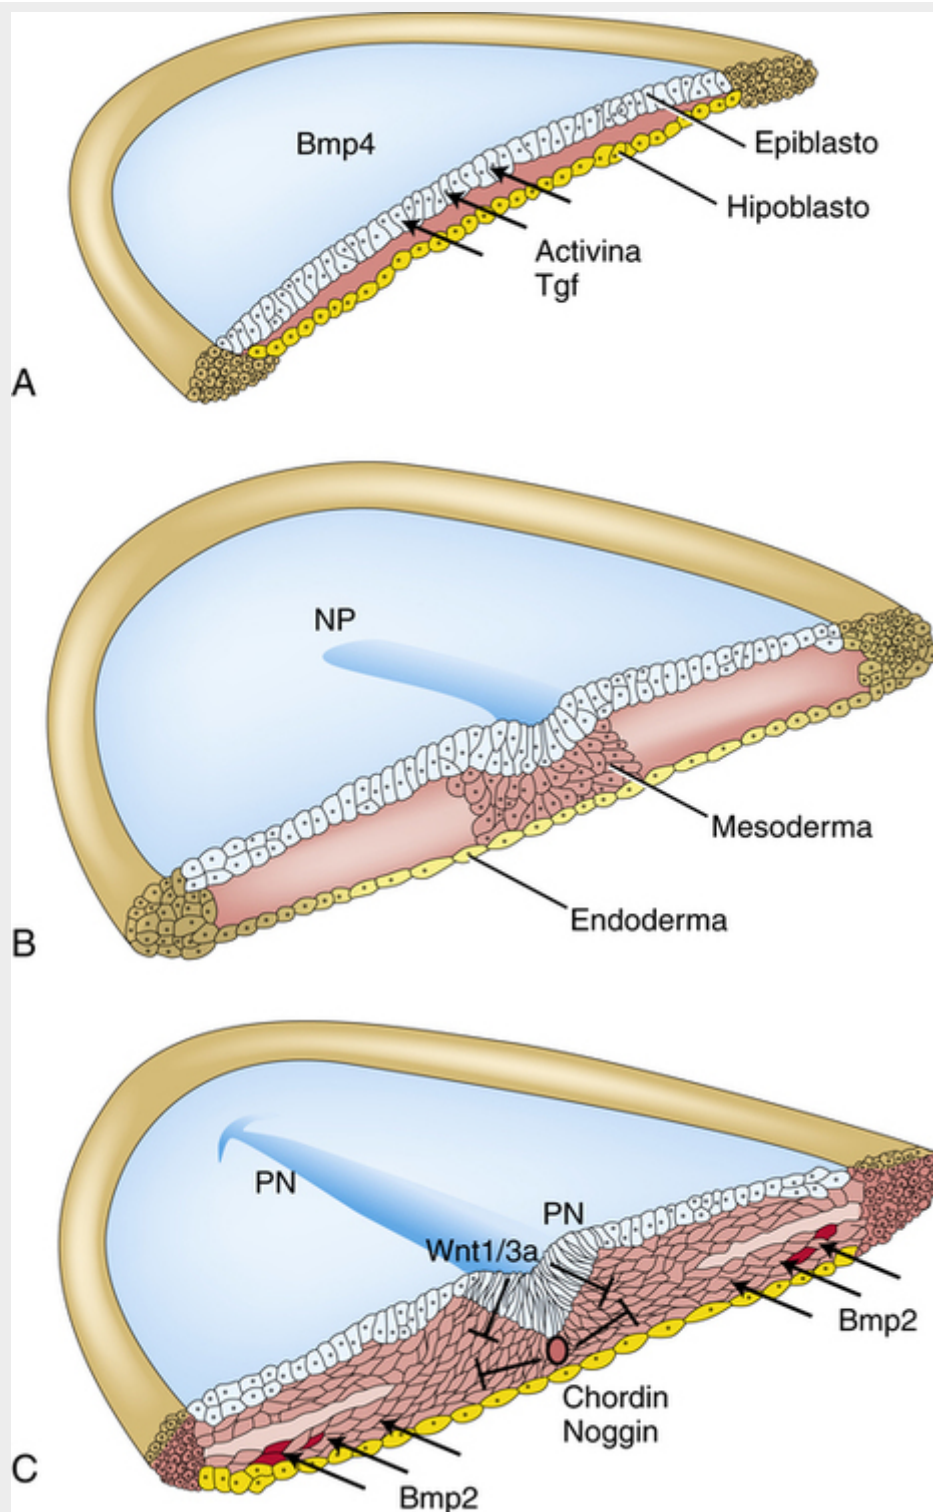 Bmp4
Epiblasto
Hipoblasto
Activina
Tgf
A
NP
Mesoderma
Endoderma
B
PN
PN
Wnt1/3a
Bmp2
Chordin
Noggin
C
Bmp2